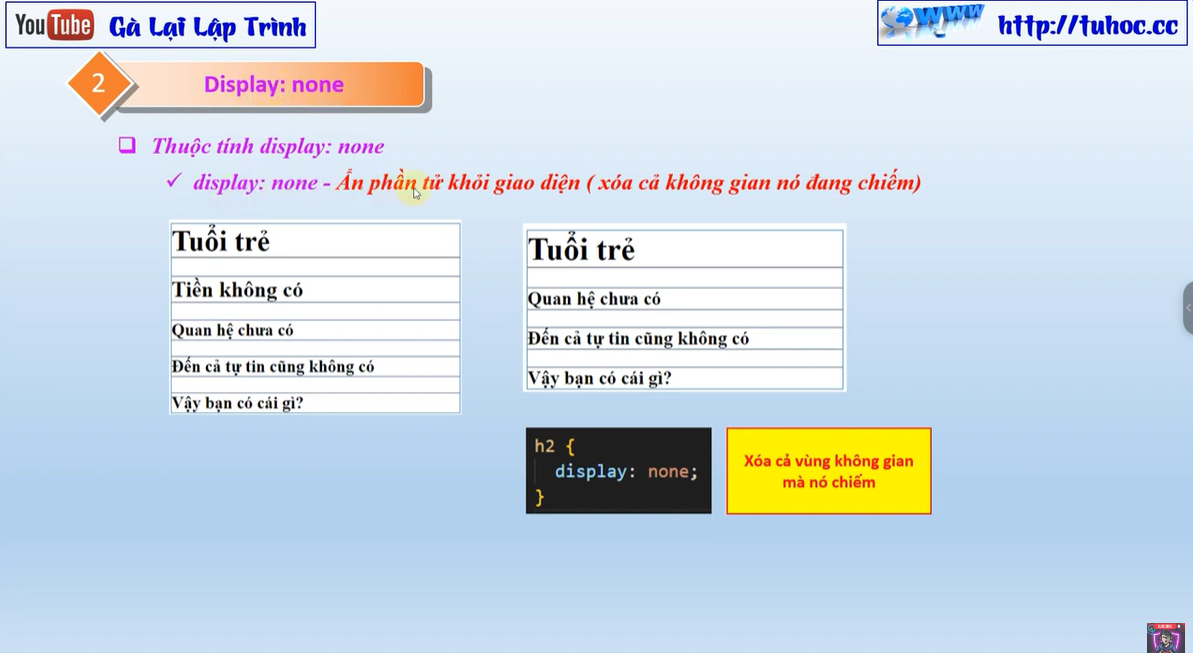 YouTube Gà Lại Lập Trình
WWW http://tuhoc.cc
2 Display: none
Thuộc tính display: none
display: none - Ẩn phần tử khỏi giao diện ( xóa cả không gian nó đang chiếm)
Tuổi trẻ
Tiền không có
Quan hệ chưa có
Đến cả tự tin cũng không có
Vậy bạn có cái gì?
Tuổi trẻ
Quan hệ chưa có
Đến cả tự tin cũng không có
Vậy bạn có cái gì?
h2 {
display: none;
}
Xóa cả vùng không gian
mà nó chiếm